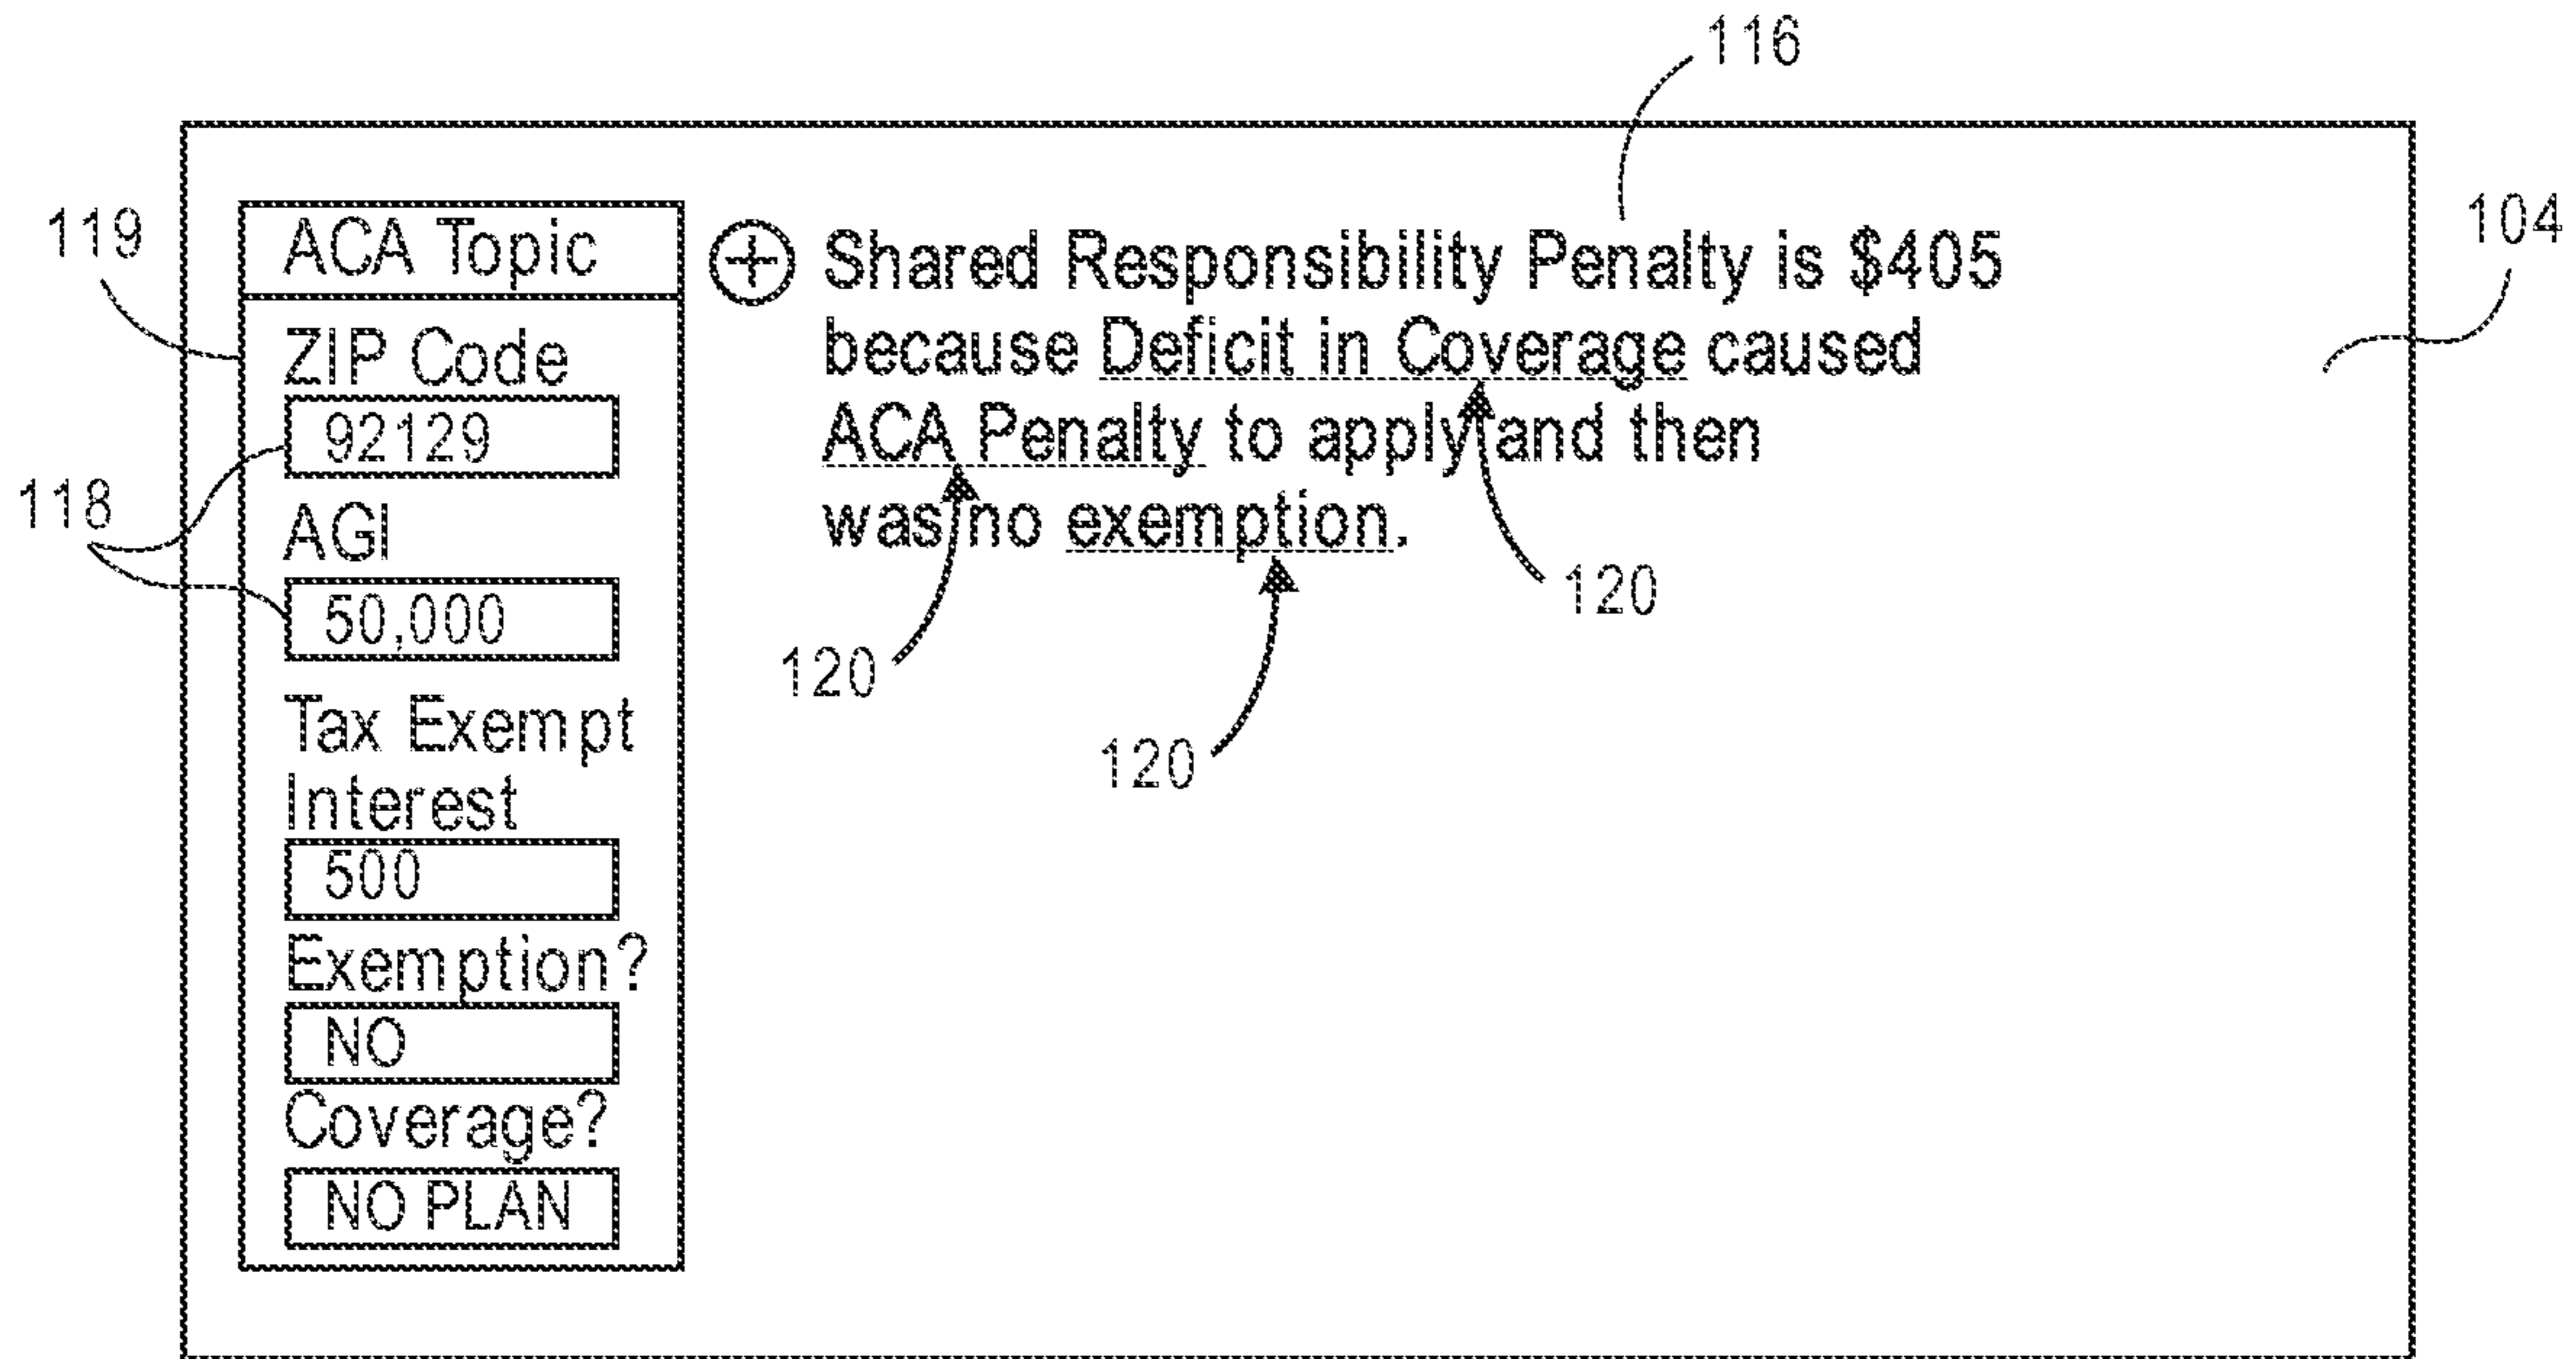 116
119
104
ACA Topic
ZIP Code
92129
118
AGI
50,000
Tax Exempt
Interest
500
Exemption?
NO
Coverage?
NO PLAN
Shared Responsibility Penalty is $405
because Deficit in Coverage caused
ACA Penalty to apply and then
was no exemption.
120
120
120